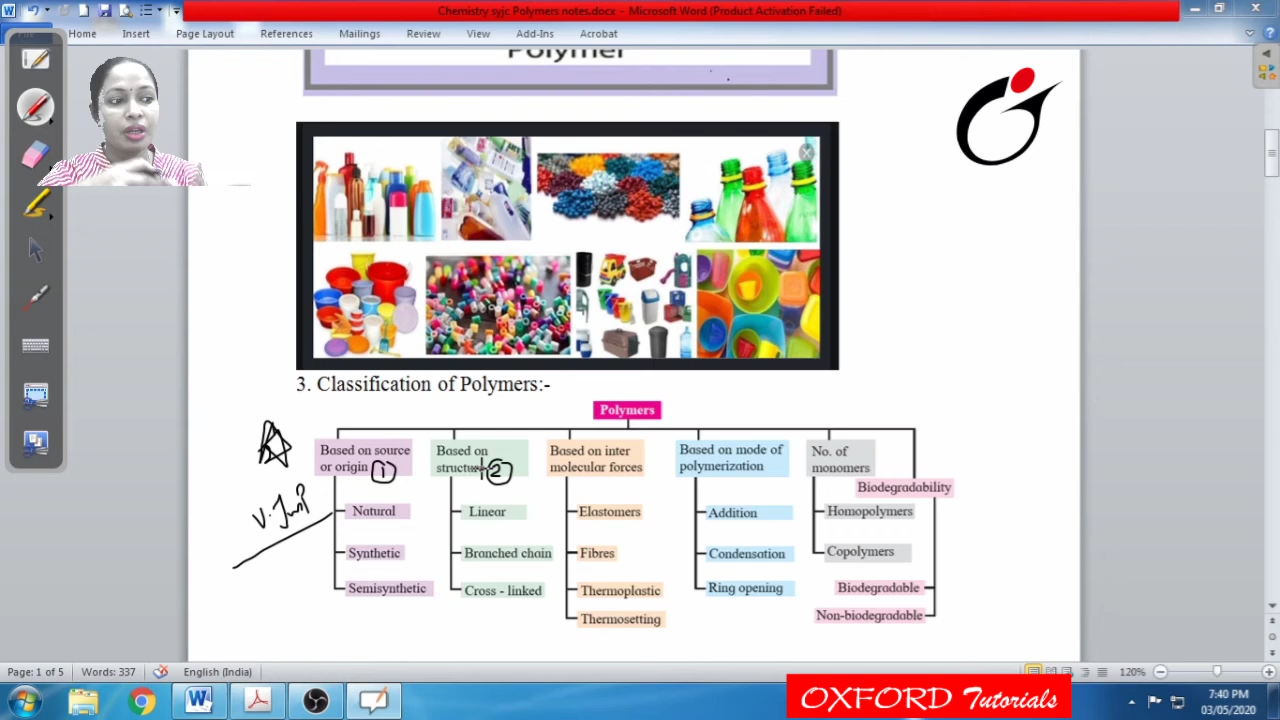 Chemistry syjc Polymers notes.docx - Microsoft Word (Product Activation Failed)
File Home Insert Page Layout References Mailings Review View Add-Ins Acrobat
Polymer
3. Classification of Polymers:-
Polymers
Based on source
or origin 1
Natural
Synthetic
Semisynthetic
Based on
structure 2
Linear
Branched chain
Cross - linked
Based on inter
molecular forces
Elastomers
Fibres
Thermoplastic
Thermosetting
Based on mode of
polymerization
Addition
Condensation
Ring opening
No. of
monomers
Homopolymers
Copolymers
Biodegradability
Biodegradable
Non-biodegradable
V. Imp
Page: 1 of 5 Words: 337 English (India) 120%
OXFORD Tutorials
7:40 PM
03/05/2020